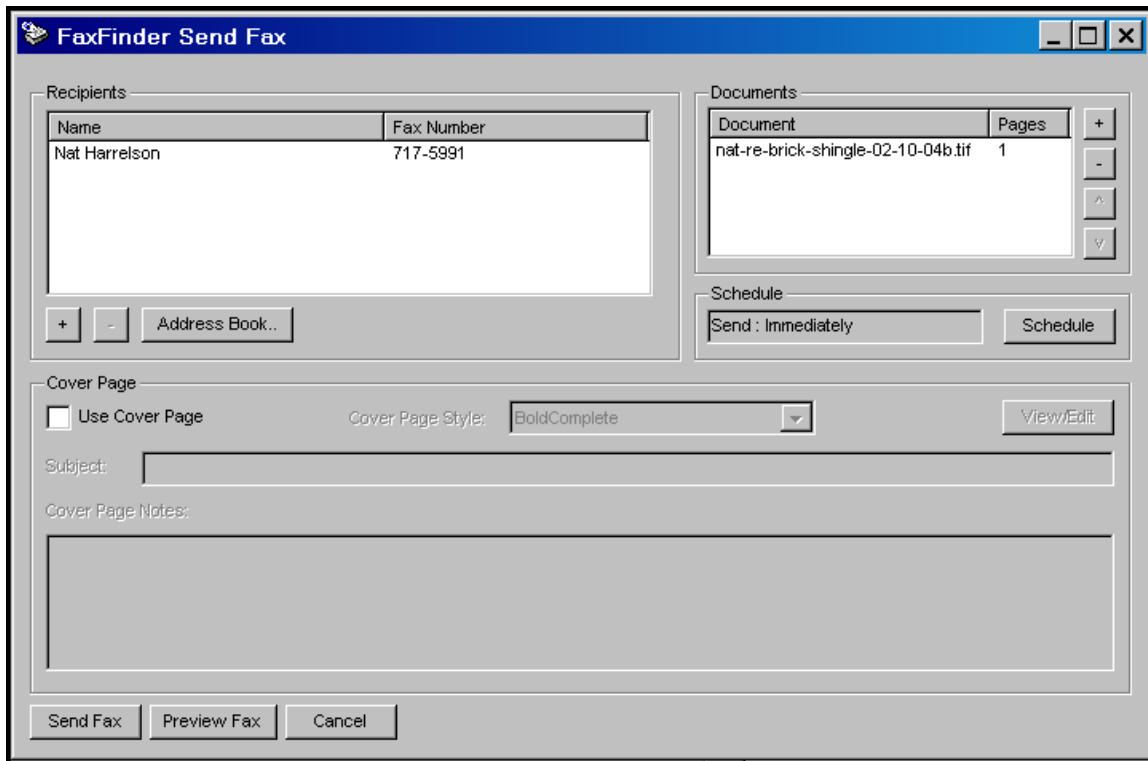 FaxFinder Send Fax
Recipients
Name Fax Number
Nat Harrelson 717-5991
+ - Address Book..
Documents
Document Pages +
nat-re-brick-shingle-02-10-04b.tif 1
-
^
v
Schedule
Send : Immediately Schedule
Cover Page
Use Cover Page Cover Page Style: BoldComplete View/Edit
Subject:
Cover Page Notes:
Send Fax Preview Fax Cancel